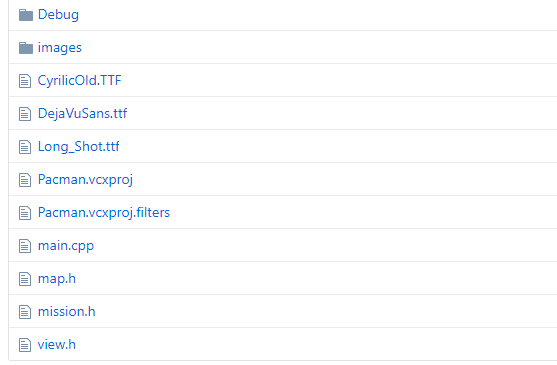 Debug
images
CyrilicOld.TTF
DejaVuSans.ttf
Long_Shot.ttf
Pacman.vcxproj
Pacman.vcxproj.filters
main.cpp
map.h
mission.h
view.h